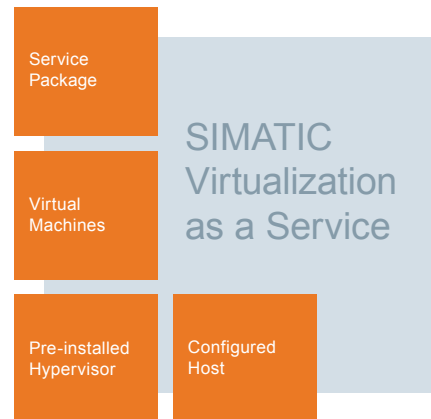 Service
Package
SIMATIC
Virtualization
as a Service
Virtual
Machines
Pre-installed
Hypervisor
Configured
Host